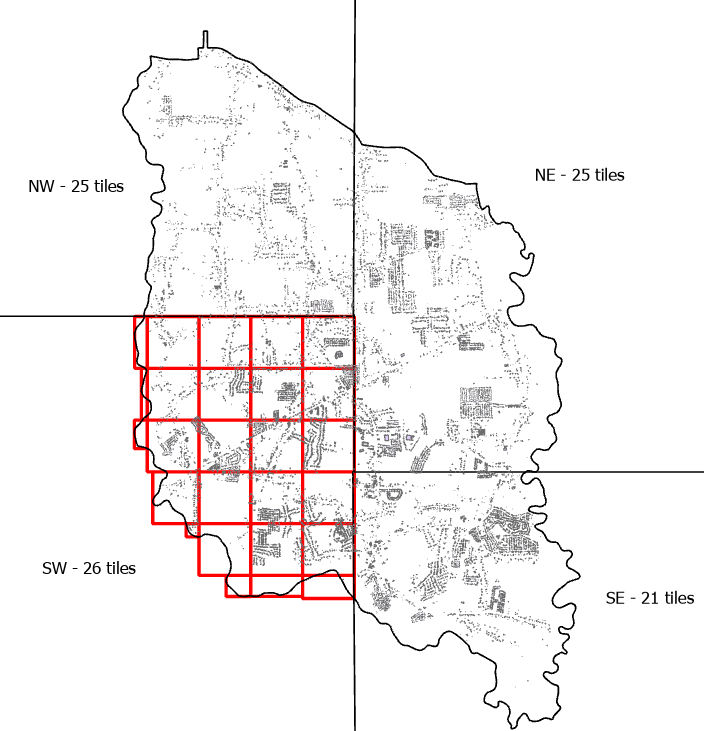 NE - 25 tiles
NW - 25 tiles
SW - 26 tiles
SE - 21 tiles